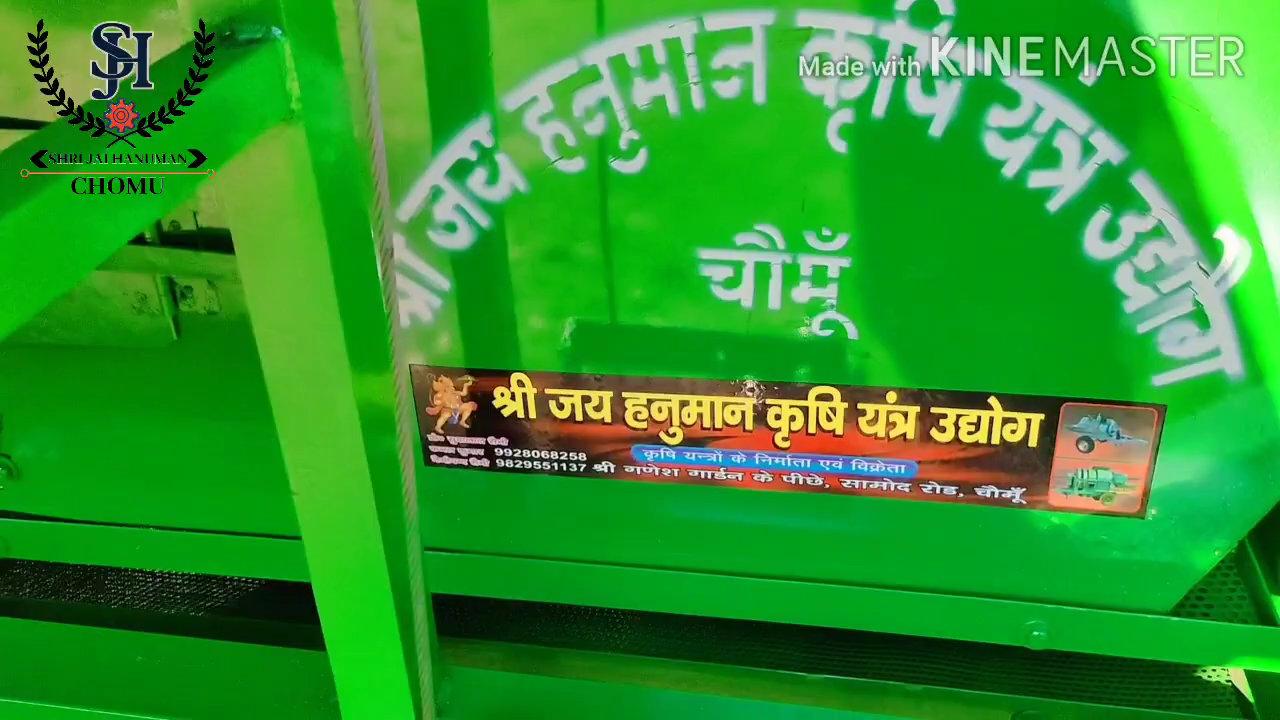 SJH
SHRI JAI HANUMAN
CHOMU
Made with KINEMASTER
श्री जय हनुमान कृषि यंत्र उद्योग
चौमूँ
श्री जय हनुमान कृषि यंत्र उद्योग
कृषि यन्त्रों के निर्माता एवं विक्रेता
9928068258
9829551137 श्री गणेश गार्डन के पीछे, सामोद रोड, चौमूँ